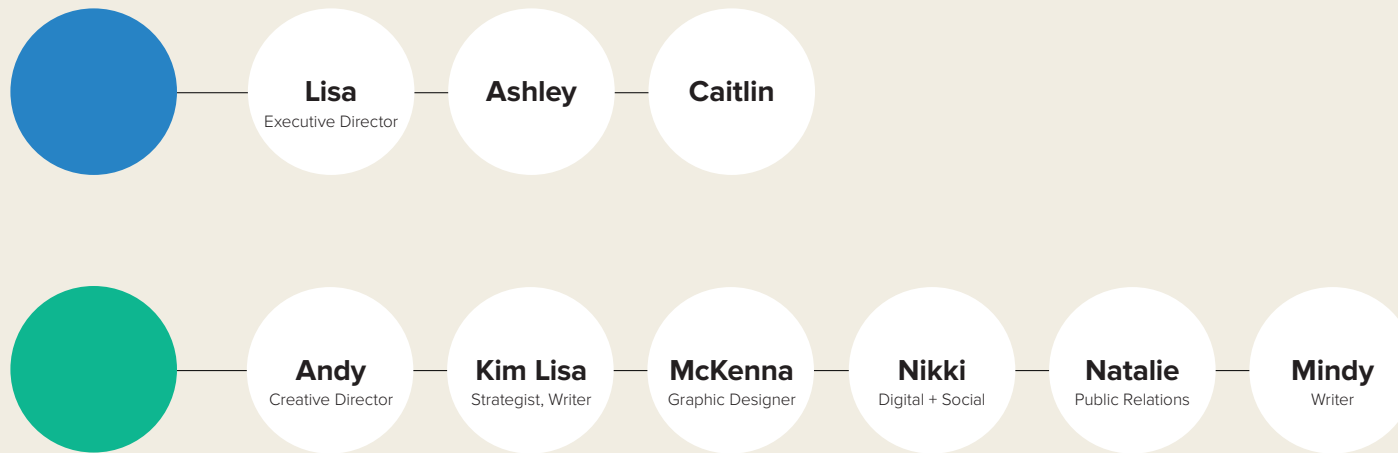 Lisa
Executive Director
Ashley
Caitlin
Andy
Creative Director
Kim Lisa
Strategist, Writer
McKenna
Graphic Designer
Nikki
Digital + Social
Natalie
Public Relations
Mindy
Writer